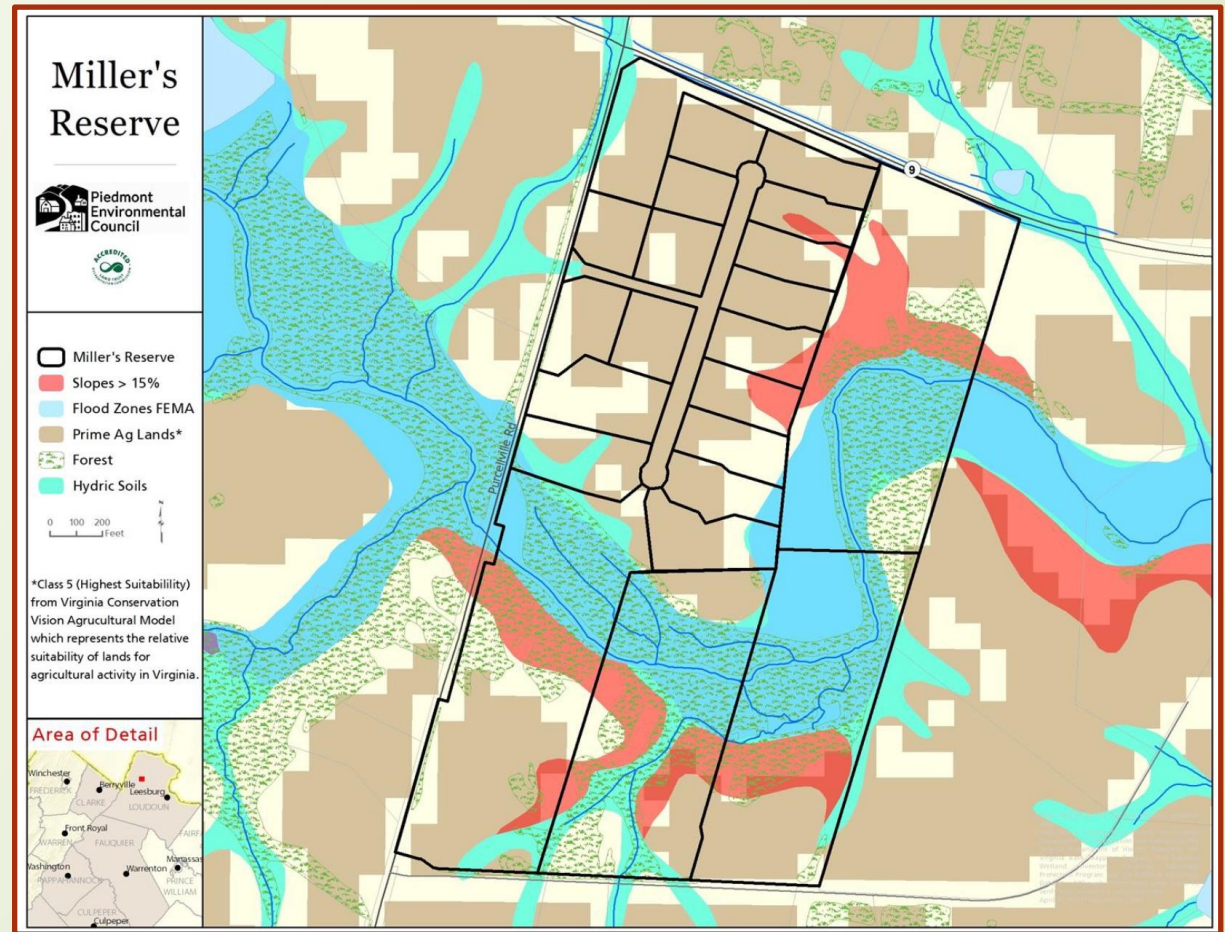 Miller's
Reserve
Piedmont
Environmental
Council
ACCREDITED
Miller's Reserve
Slopes > 15%
Flood Zones FEMA
Prime Ag Lands*
Forest
Hydric Soils
0 100 200
Feet
*Class 5 (Highest Suitabilility)
from Virginia Conservation
Vision Agrucultural Model
which represents the relative
suitability of lands for
agricultural activity in Virginia.
Area of Detail
Winchester
FREDERICK
Berryville
CLARKE
Leesburg
LOUDOUN
Front Royal
WARREN
FAUQUIER
FAIRF
Manassas
Washington
Warrenton
PRINCE
WILLIAM
RAPPAHANNOCK
CULPEPER
Culpeper
Purcellville Rd
9